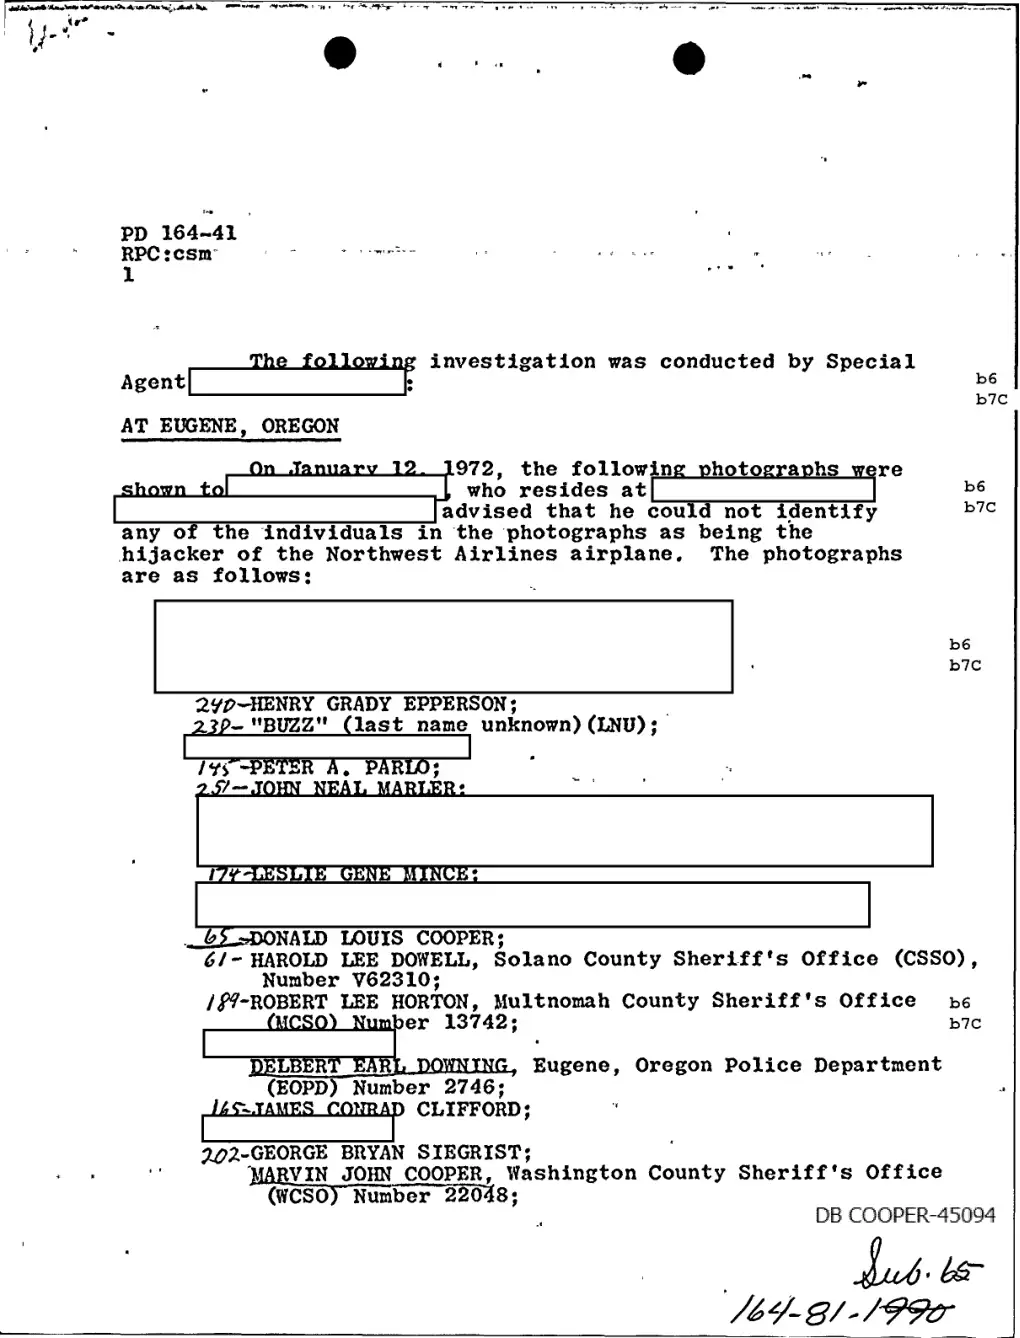 PD 164-41
RPC:csm
1
The following investigation was conducted by Special
Agent :
b6
b7C
AT EUGENE, OREGON
On January 12, 1972, the following photographs were
shown to , who resides at
b6
advised that he could not identify
b7C
any of the individuals in the photographs as being the
hijacker of the Northwest Airlines airplane. The photographs
are as follows:
b6
b7C
240-HENRY GRADY EPPERSON;
238- "BUZZ" (last name unknown)(LNU);
145-PETER A. PARLO;
251-JOHN NEAL MARLER;
174-LESLIE GENE MINCE;
65-DONALD LOUIS COOPER;
61- HAROLD LEE DOWELL, Solano County Sheriff's Office (CSSO),
Number V62310;
189-ROBERT LEE HORTON, Multnomah County Sheriff's Office
b6
(MCSO) Number 13742;
b7C
DELBERT EARL DOWNING, Eugene, Oregon Police Department
(EOPD) Number 2746;
165-JAMES CONRAD CLIFFORD;
202-GEORGE BRYAN SIEGRIST;
MARVIN JOHN COOPER, Washington County Sheriff's Office
(WCSO) Number 22048;
DB COOPER-45094
Sub. 65
164-81-1990